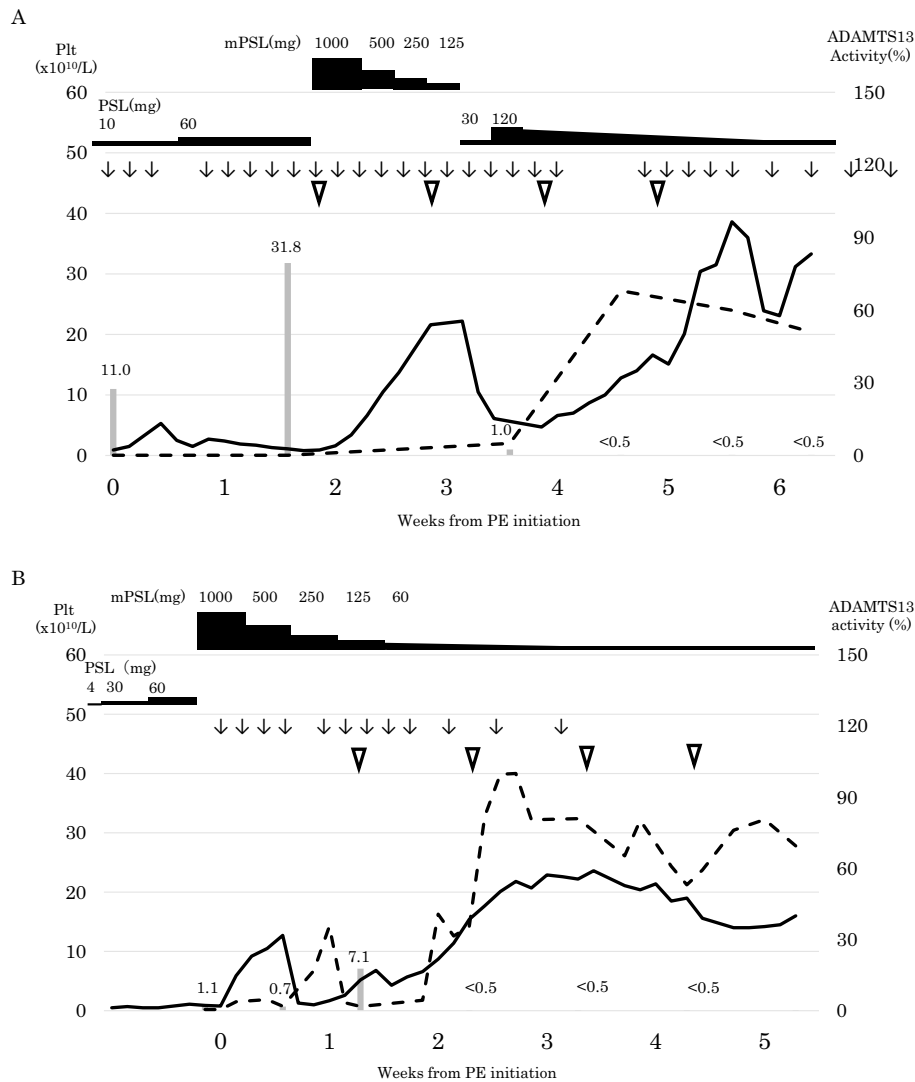 A
mPSL(mg) 1000 500 250 125
Plt
(x10¹⁰/L)
ADAMTS13
Activity(%)
60 150
PSL(mg)
10 60 30 120
50 120
40 90
31.8
30
20 60
11.0
10 30
1.0 <0.5 <0.5 <0.5
0 0
0 1 2 3 4 5 6
Weeks from PE initiation
B
mPSL(mg) 1000 500 250 125 60
Plt
(x10¹⁰/L)
ADAMTS13
activity (%)
60 150
PSL (mg)
4 30 60
50 120
40 90
30
20 60
10 30
7.1
1.1 0.7 <0.5 <0.5 <0.5
0 0
0 1 2 3 4 5
Weeks from PE initiation